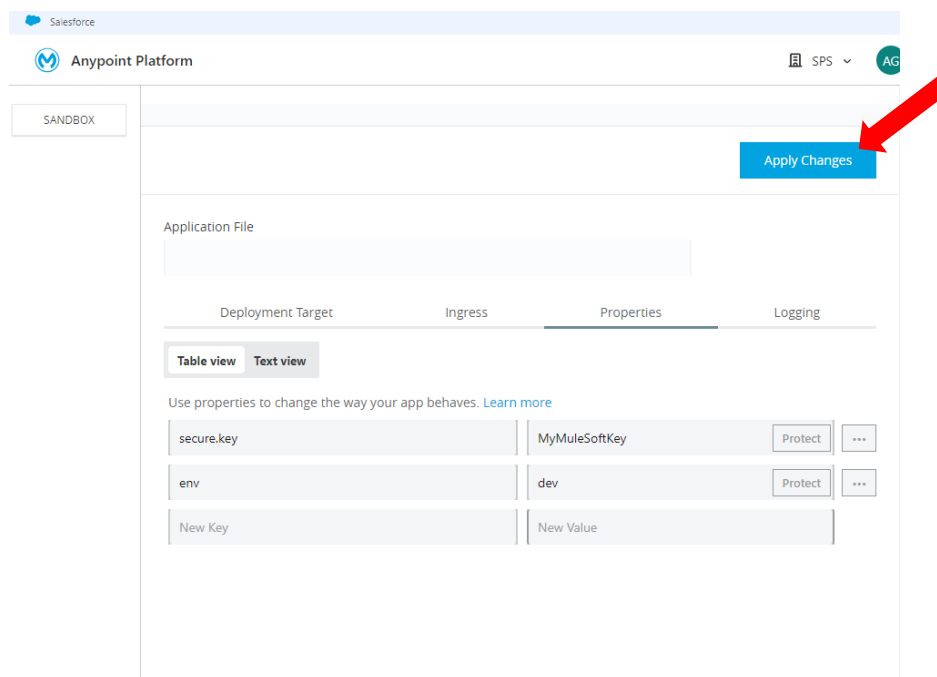 Salesforce
Anypoint Platform
SPS
AG
SANDBOX
Apply Changes
Application File
Deployment Target Ingress Properties Logging
Table view Text view
Use properties to change the way your app behaves. Learn more
secure.key MyMuleSoftKey Protect ...
env dev Protect ...
New Key New Value